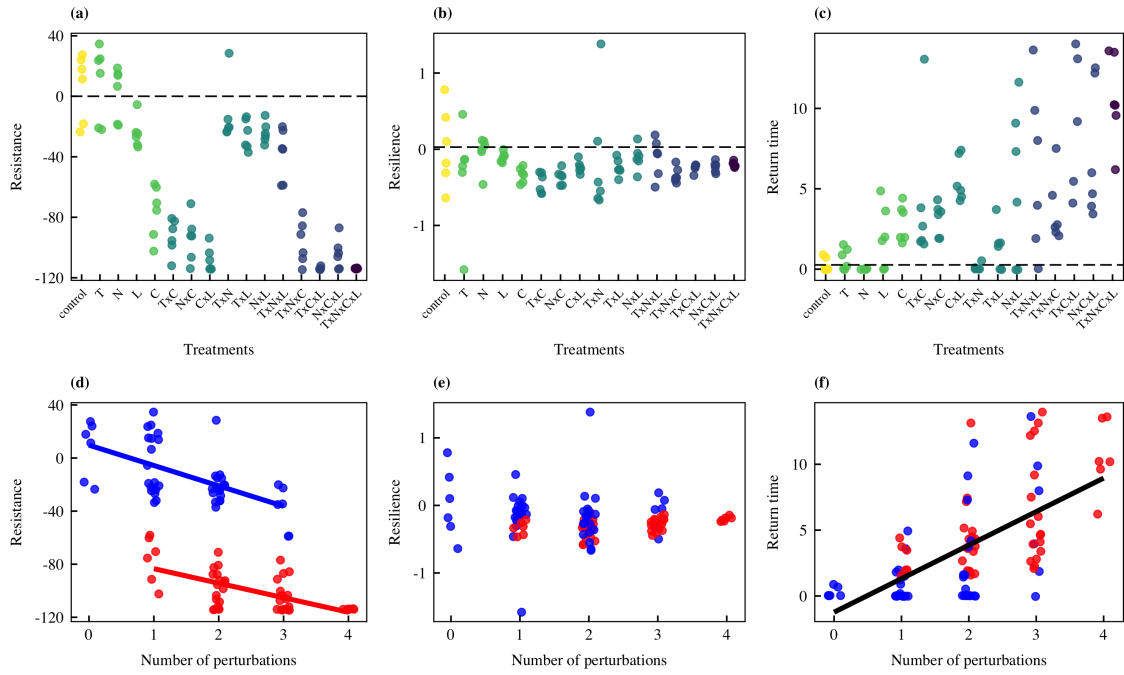 (a)
40
0
-40
-80
-120
Resistance
control
T
N
L
C
TxC
NxC
CxL
TxN
TxL
NxL
TxNxL
TxNxC
TxCxL
NxCxL
TxNxCxL
Treatments
(b)
1
0
-1
Resilience
control
T
N
L
C
TxC
NxC
CxL
TxN
TxL
NxL
TxNxL
TxNxC
TxCxL
NxCxL
TxNxCxL
Treatments
(c)
10
5
0
Return time
control
T
N
L
C
TxC
NxC
CxL
TxN
TxL
NxL
TxNxL
TxNxC
TxCxL
NxCxL
TxNxCxL
Treatments
(d)
40
0
-40
-80
-120
Resistance
0 1 2 3 4
Number of perturbations
(e)
1
0
-1
Resilience
0 1 2 3 4
Number of perturbations
(f)
10
5
0
Return time
0 1 2 3 4
Number of perturbations